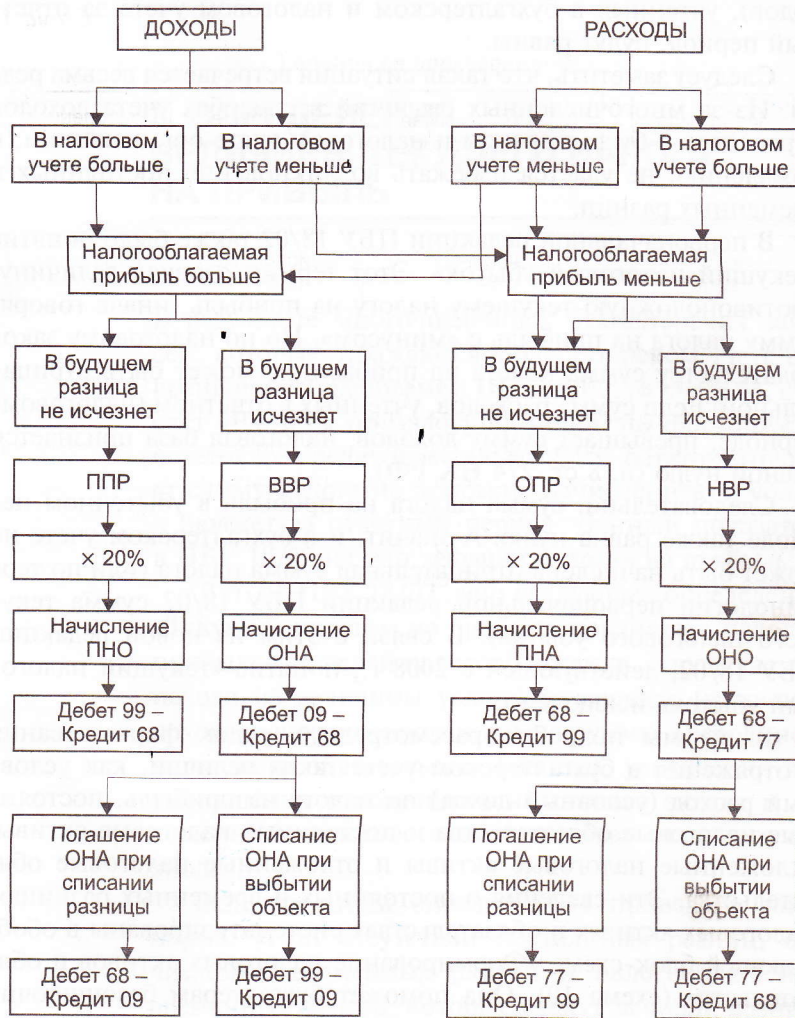 ДОХОДЫ
РАСХОДЫ
В налоговом
учете больше
В налоговом
учете меньше
В налоговом
учете меньше
В налоговом
учете больше
Налогооблагаемая
прибыль больше
Налогооблагаемая
прибыль меньше
В будущем
разница
не исчезнет
В будущем
разница
исчезнет
В будущем
разница
не исчезнет
В будущем
разница
исчезнет
ППР
ВВР
ОПР
НВР
× 20%
× 20%
× 20%
× 20%
Начисление
ПНО
Начисление
ОНА
Начисление
ПНА
Начисление
ОНО
Дебет 99 –
Кредит 68
Дебет 09 –
Кредит 68
Дебет 68 –
Кредит 99
Дебет 68 –
Кредит 77
Погашение
ОНА при
списании
разницы
Списание
ОНА при
выбытии
объекта
Погашение
ОНА при
списании
разницы
Списание
ОНА при
выбытии
объекта
Дебет 68 –
Кредит 09
Дебет 99 –
Кредит 09
Дебет 77 –
Кредит 99
Дебет 77 –
Кредит 68